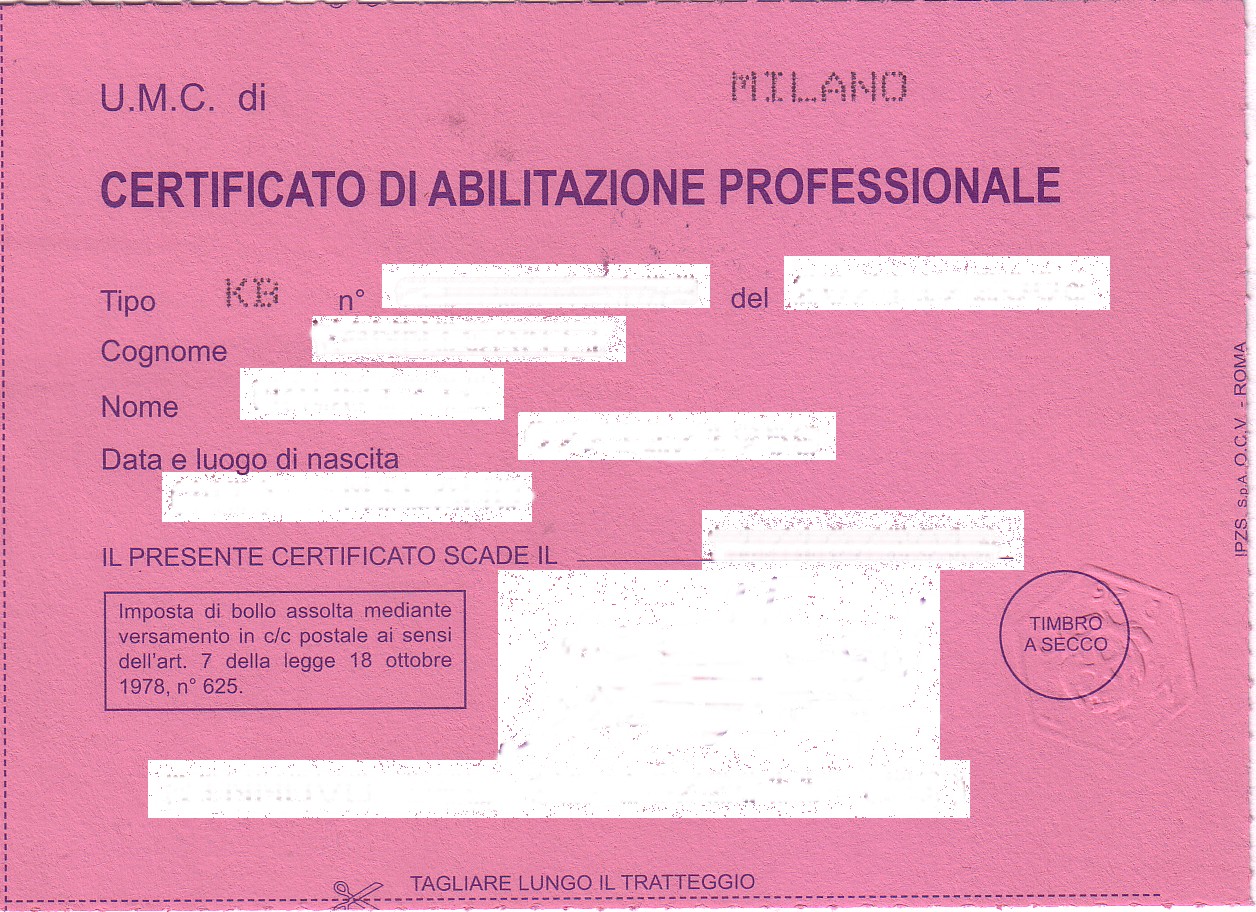 U.M.C. di MILANO
CERTIFICATO DI ABILITAZIONE PROFESSIONALE
Tipo KB n° del
Cognome
Nome
Data e luogo di nascita
IL PRESENTE CERTIFICATO SCADE IL
Imposta di bollo assolta mediante
versamento in c/c postale ai sensi
dell'art. 7 della legge 18 ottobre
1978, n° 625.
TIMBRO
A SECCO
TAGLIARE LUNGO IL TRATTEGGIO
IPZS - S.p.A. O.C.V. - ROMA